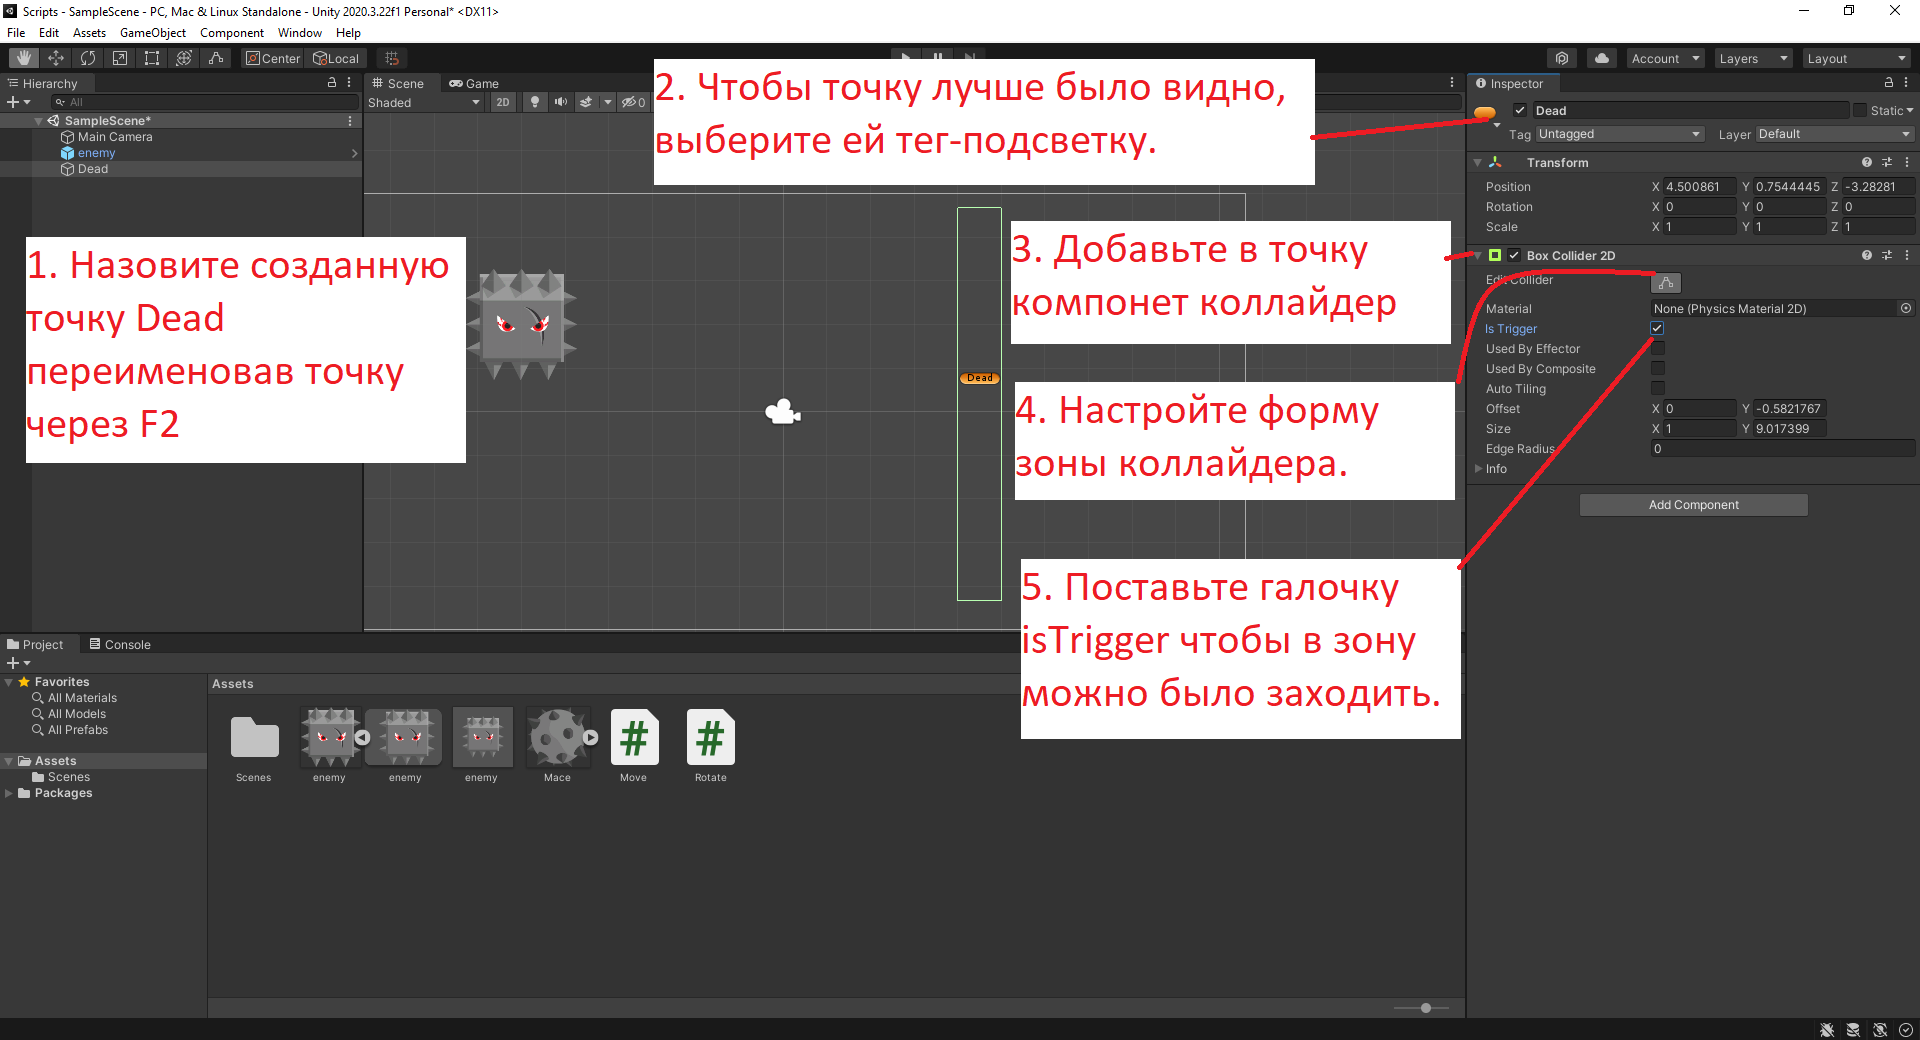 Scripts - SampleScene - PC, Mac & Linux Standalone - Unity 2020.3.22f1 Personal* <DX11>
File Edit Assets GameObject Component Window Help
Center Local Account Layers Layout
Hierarchy
All
SampleScene*
Main Camera
enemy
Dead
Scene Game
Shaded 2D 0
1. Назовите созданную
точку Dead
переименовав точку
через F2
2. Чтобы точку лучше было видно,
выберите ей тег-подсветку.
3. Добавьте в точку
компонет коллайдер
Dead
4. Настройте форму
зоны коллайдера.
5. Поставьте галочку
isTrigger чтобы в зону
можно было заходить.
Inspector
Dead Static
Tag Untagged Layer Default
Transform
Position X 4.500861 Y 0.7544445 Z -3.28281
Rotation X 0 Y 0 Z 0
Scale X 1 Y 1 Z 1
Box Collider 2D
Edit Collider
Material None (Physics Material 2D)
Is Trigger
Used By Effector
Used By Composite
Auto Tiling
Offset X 0 Y -0.5821767
Size X 1 Y 9.017399
Edge Radius 0
Info
Add Component
Project Console
Favorites
All Materials
All Models
All Prefabs
Assets
Scenes
Packages
Assets
Scenes enemy enemy enemy Mace Move Rotate